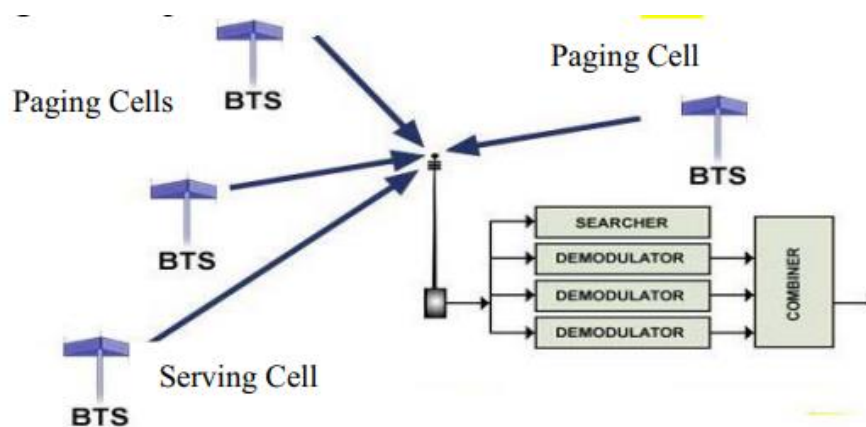 Paging Cell
Paging Cells
BTS
BTS
BTS
Serving Cell
BTS
SEARCHER
DEMODULATOR
DEMODULATOR
DEMODULATOR
COMBINER